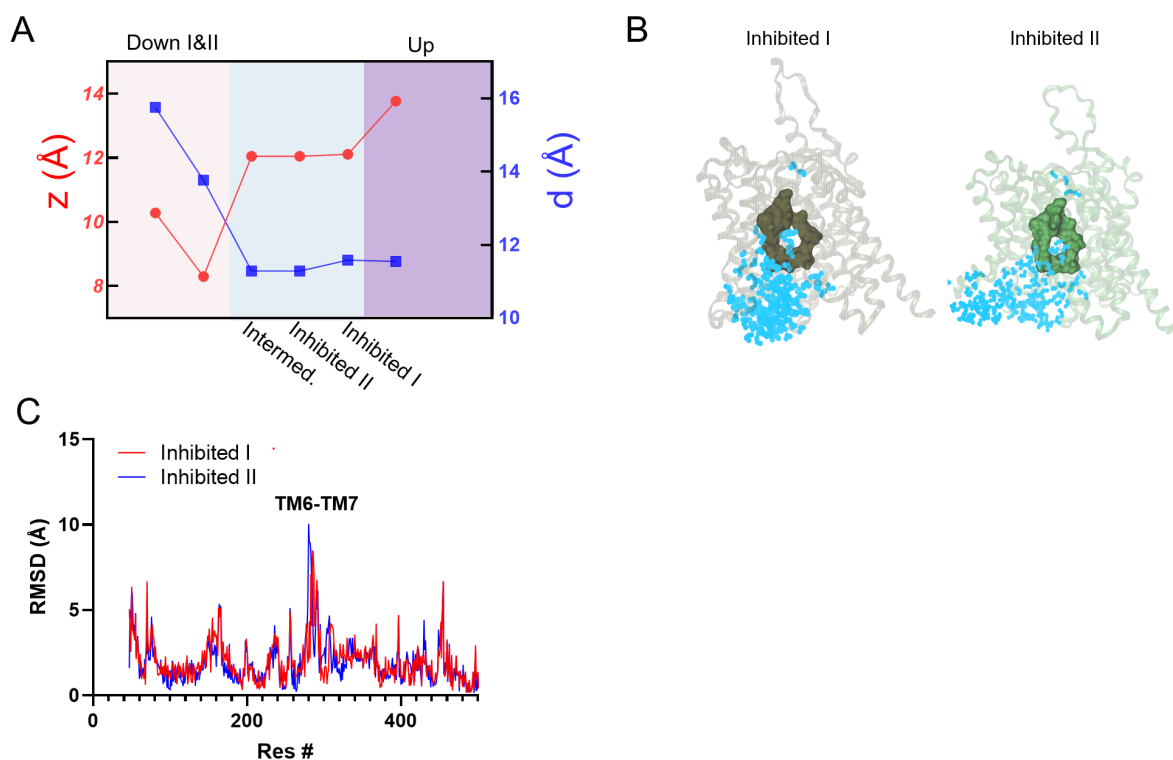 A
Down I&II
Up
14
12
10
8
z (Å)
16
14
12
10
d (Å)
Intermed.
Inhibited II
Inhibited I
B
Inhibited I
Inhibited II
C
Inhibited I
Inhibited II
TM6-TM7
15
10
5
0
RMSD (Å)
0
200
400
Res #